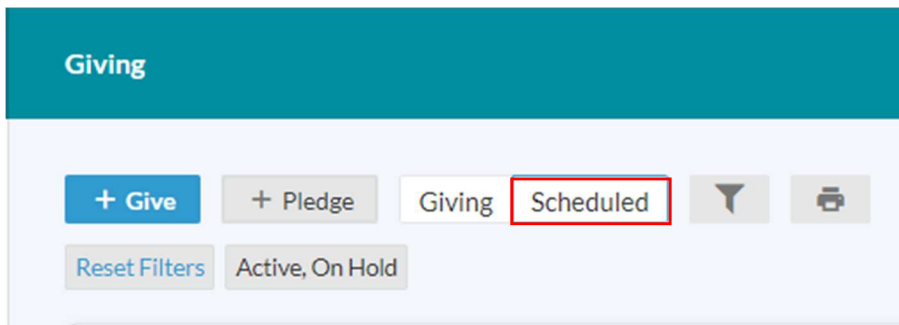 Giving
+ Give + Pledge Giving Scheduled
Reset Filters Active, On Hold